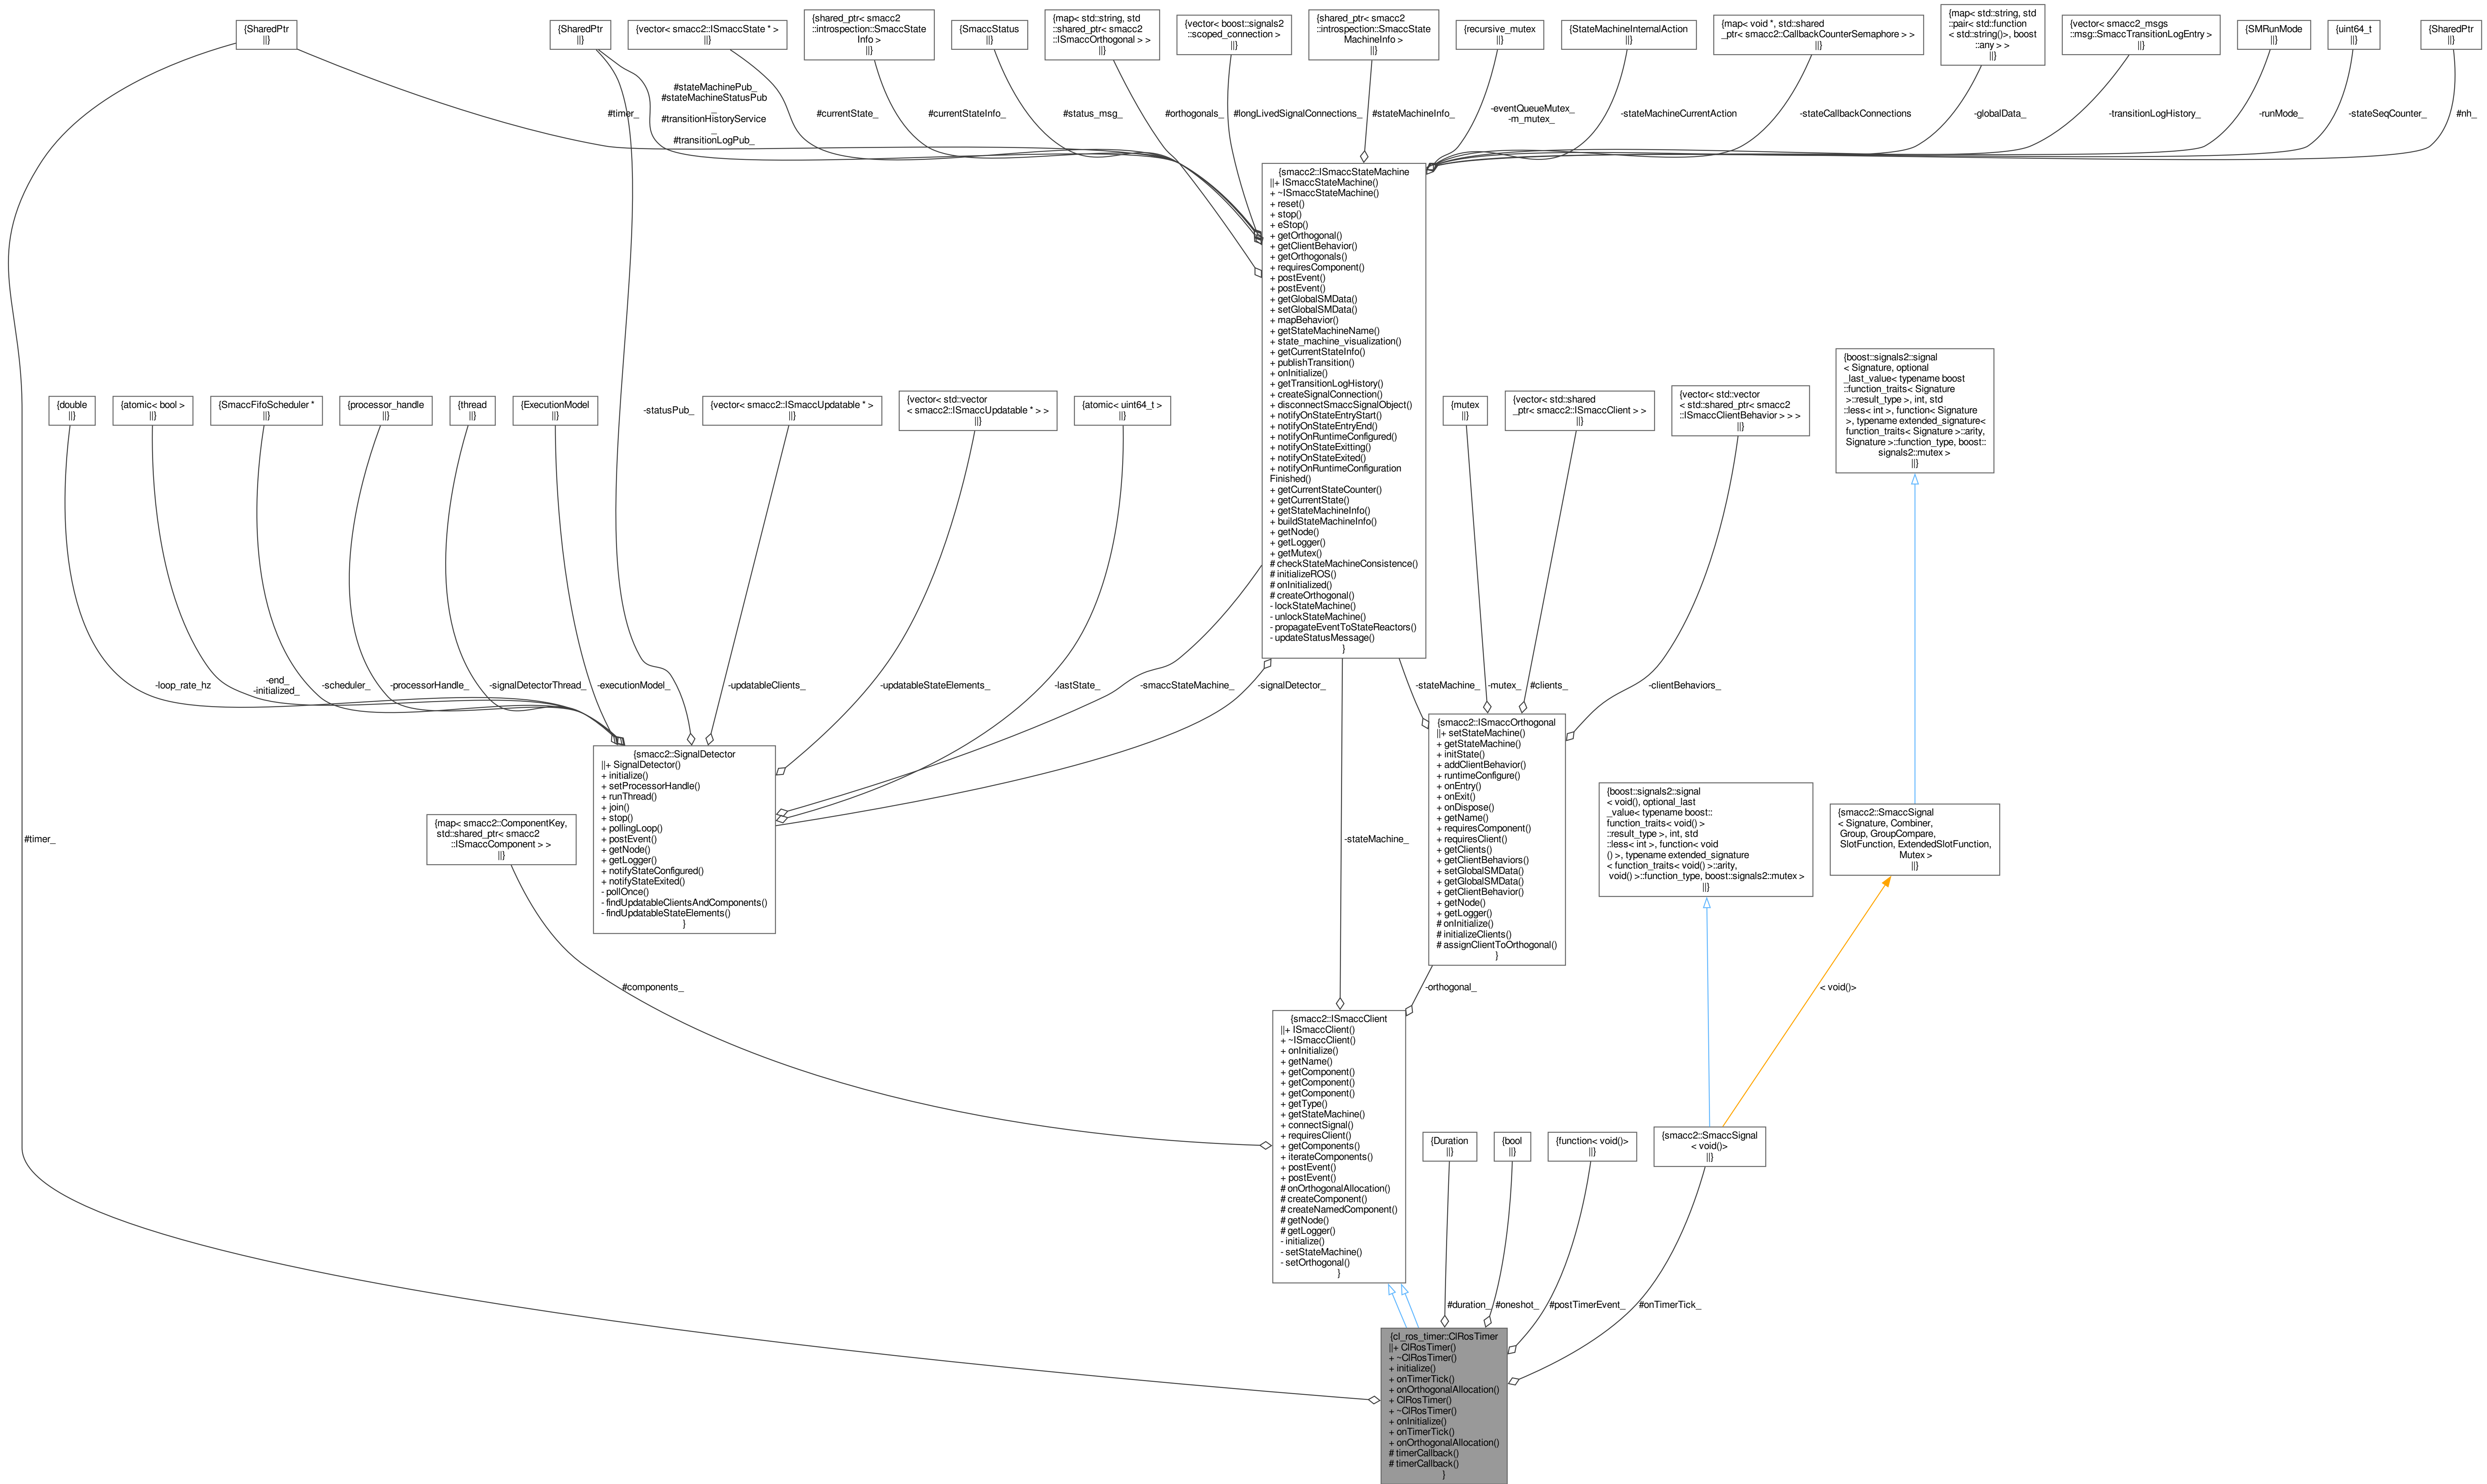 {SharedPtr
||}
{SharedPtr
||}
{vector< smacc2::ISmaccState * >
||}
{shared_ptr< smacc2
::introspection::SmaccState
Info >
||}
{SmaccStatus
||}
{map< std::string, std
::shared_ptr< smacc2
::ISmaccOrthogonal > >
||}
{vector< boost::signals2
::scoped_connection >
||}
{shared_ptr< smacc2
::introspection::SmaccState
MachineInfo >
||}
{recursive_mutex
||}
{StateMachineInternalAction
||}
{map< void *, std::shared
_ptr< smacc2::CallbackCounterSemaphore > >
||}
{map< std::string, std
::pair< std::function
< std::string()>, boost
::any > >
||}
{vector< smacc2_msgs
::msg::SmaccTransitionLogEntry >
||}
{SMRunMode
||}
{uint64_t
||}
{SharedPtr
||}
#timer_
#stateMachinePub_
#stateMachineStatusPub
_
#transitionHistoryService
_
#transitionLogPub_
#currentState_
#currentStateInfo_
#status_msg_
#orthogonals_
#longLivedSignalConnections_
#stateMachineInfo_
-eventQueueMutex_
-m_mutex_
-stateMachineCurrentAction
-stateCallbackConnections
-globalData_
-transitionLogHistory_
-runMode_
-stateSeqCounter_
#nh_
{smacc2::ISmaccStateMachine
||+ ISmaccStateMachine()
+ ~ISmaccStateMachine()
+ reset()
+ stop()
+ eStop()
+ getOrthogonal()
+ getClientBehavior()
+ getOrthogonals()
+ requiresComponent()
+ postEvent()
+ postEvent()
+ getGlobalSMData()
+ setGlobalSMData()
+ mapBehavior()
+ getStateMachineName()
+ state_machine_visualization()
+ getCurrentStateInfo()
+ publishTransition()
+ onInitialize()
+ getTransitionLogHistory()
+ createSignalConnection()
+ disconnectSmaccSignalObject()
+ notifyOnStateEntryStart()
+ notifyOnStateEntryEnd()
+ notifyOnRuntimeConfigured()
+ notifyOnStateExitting()
+ notifyOnStateExited()
+ notifyOnRuntimeConfiguration
Finished()
+ getCurrentStateCounter()
+ getCurrentState()
+ getStateMachineInfo()
+ buildStateMachineInfo()
+ getNode()
+ getLogger()
+ getMutex()
# checkStateMachineConsistence()
# initializeROS()
# onInitialized()
# createOrthogonal()
- lockStateMachine()
- unlockStateMachine()
- propagateEventToStateReactors()
- updateStatusMessage()
}
{boost::signals2::signal
< Signature, optional
_last_value< typename boost
::function_traits< Signature
>::result_type >, int, std
::less< int >, function< Signature
>, typename extended_signature<
function_traits< Signature >::arity,
Signature >::function_type, boost::
signals2::mutex >
||}
{double
||}
{atomic< bool >
||}
{SmaccFifoScheduler *
||}
{processor_handle
||}
{thread
||}
{ExecutionModel
||}
-statusPub_
{vector< smacc2::ISmaccUpdatable * >
||}
{vector< std::vector
< smacc2::ISmaccUpdatable * > >
||}
{atomic< uint64_t >
||}
{mutex
||}
{vector< std::shared
_ptr< smacc2::ISmaccClient > >
||}
{vector< std::vector
< std::shared_ptr< smacc2
::ISmaccClientBehavior > > >
||}
-loop_rate_hz
-end_
-initialized_
-scheduler_
-processorHandle_
-signalDetectorThread_
-executionModel_
-updatableClients_
-updatableStateElements_
-lastState_
-smaccStateMachine_
-signalDetector_
-stateMachine_
-mutex_
#clients_
-clientBehaviors_
{smacc2::SignalDetector
||+ SignalDetector()
+ initialize()
+ setProcessorHandle()
+ runThread()
+ join()
+ stop()
+ pollingLoop()
+ postEvent()
+ getNode()
+ getLogger()
+ notifyStateConfigured()
+ notifyStateExited()
- pollOnce()
- findUpdatableClientsAndComponents()
- findUpdatableStateElements()
}
{smacc2::ISmaccOrthogonal
||+ setStateMachine()
+ getStateMachine()
+ initState()
+ addClientBehavior()
+ runtimeConfigure()
+ onEntry()
+ onExit()
+ onDispose()
+ getName()
+ requiresComponent()
+ requiresClient()
+ getClients()
+ getClientBehaviors()
+ setGlobalSMData()
+ getGlobalSMData()
+ getClientBehavior()
+ getNode()
+ getLogger()
# onInitialize()
# initializeClients()
# assignClientToOrthogonal()
}
{boost::signals2::signal
< void(), optional_last
_value< typename boost::
function_traits< void() >
::result_type >, int, std
::less< int >, function< void
() >, typename extended_signature
< function_traits< void() >::arity,
void() >::function_type, boost::signals2::mutex >
||}
{smacc2::SmaccSignal
< Signature, Combiner,
Group, GroupCompare,
SlotFunction, ExtendedSlotFunction,
Mutex >
||}
{map< smacc2::ComponentKey,
std::shared_ptr< smacc2
::ISmaccComponent > >
||}
#timer_
-stateMachine_
#components_
-orthogonal_
< void()>
{smacc2::ISmaccClient
||+ ISmaccClient()
+ ~ISmaccClient()
+ onInitialize()
+ getName()
+ getComponent()
+ getComponent()
+ getComponent()
+ getType()
+ getStateMachine()
+ connectSignal()
+ requiresClient()
+ getComponents()
+ iterateComponents()
+ postEvent()
+ postEvent()
# onOrthogonalAllocation()
# createComponent()
# createNamedComponent()
# getNode()
# getLogger()
- initialize()
- setStateMachine()
- setOrthogonal()
}
{Duration
||}
{bool
||}
{function< void()>
||}
{smacc2::SmaccSignal
< void()>
||}
#duration_
#oneshot_
#postTimerEvent_
#onTimerTick_
{cl_ros_timer::ClRosTimer
||+ ClRosTimer()
+ ~ClRosTimer()
+ initialize()
+ onTimerTick()
+ onOrthogonalAllocation()
+ ClRosTimer()
+ ~ClRosTimer()
+ onInitialize()
+ onTimerTick()
+ onOrthogonalAllocation()
# timerCallback()
# timerCallback()
}